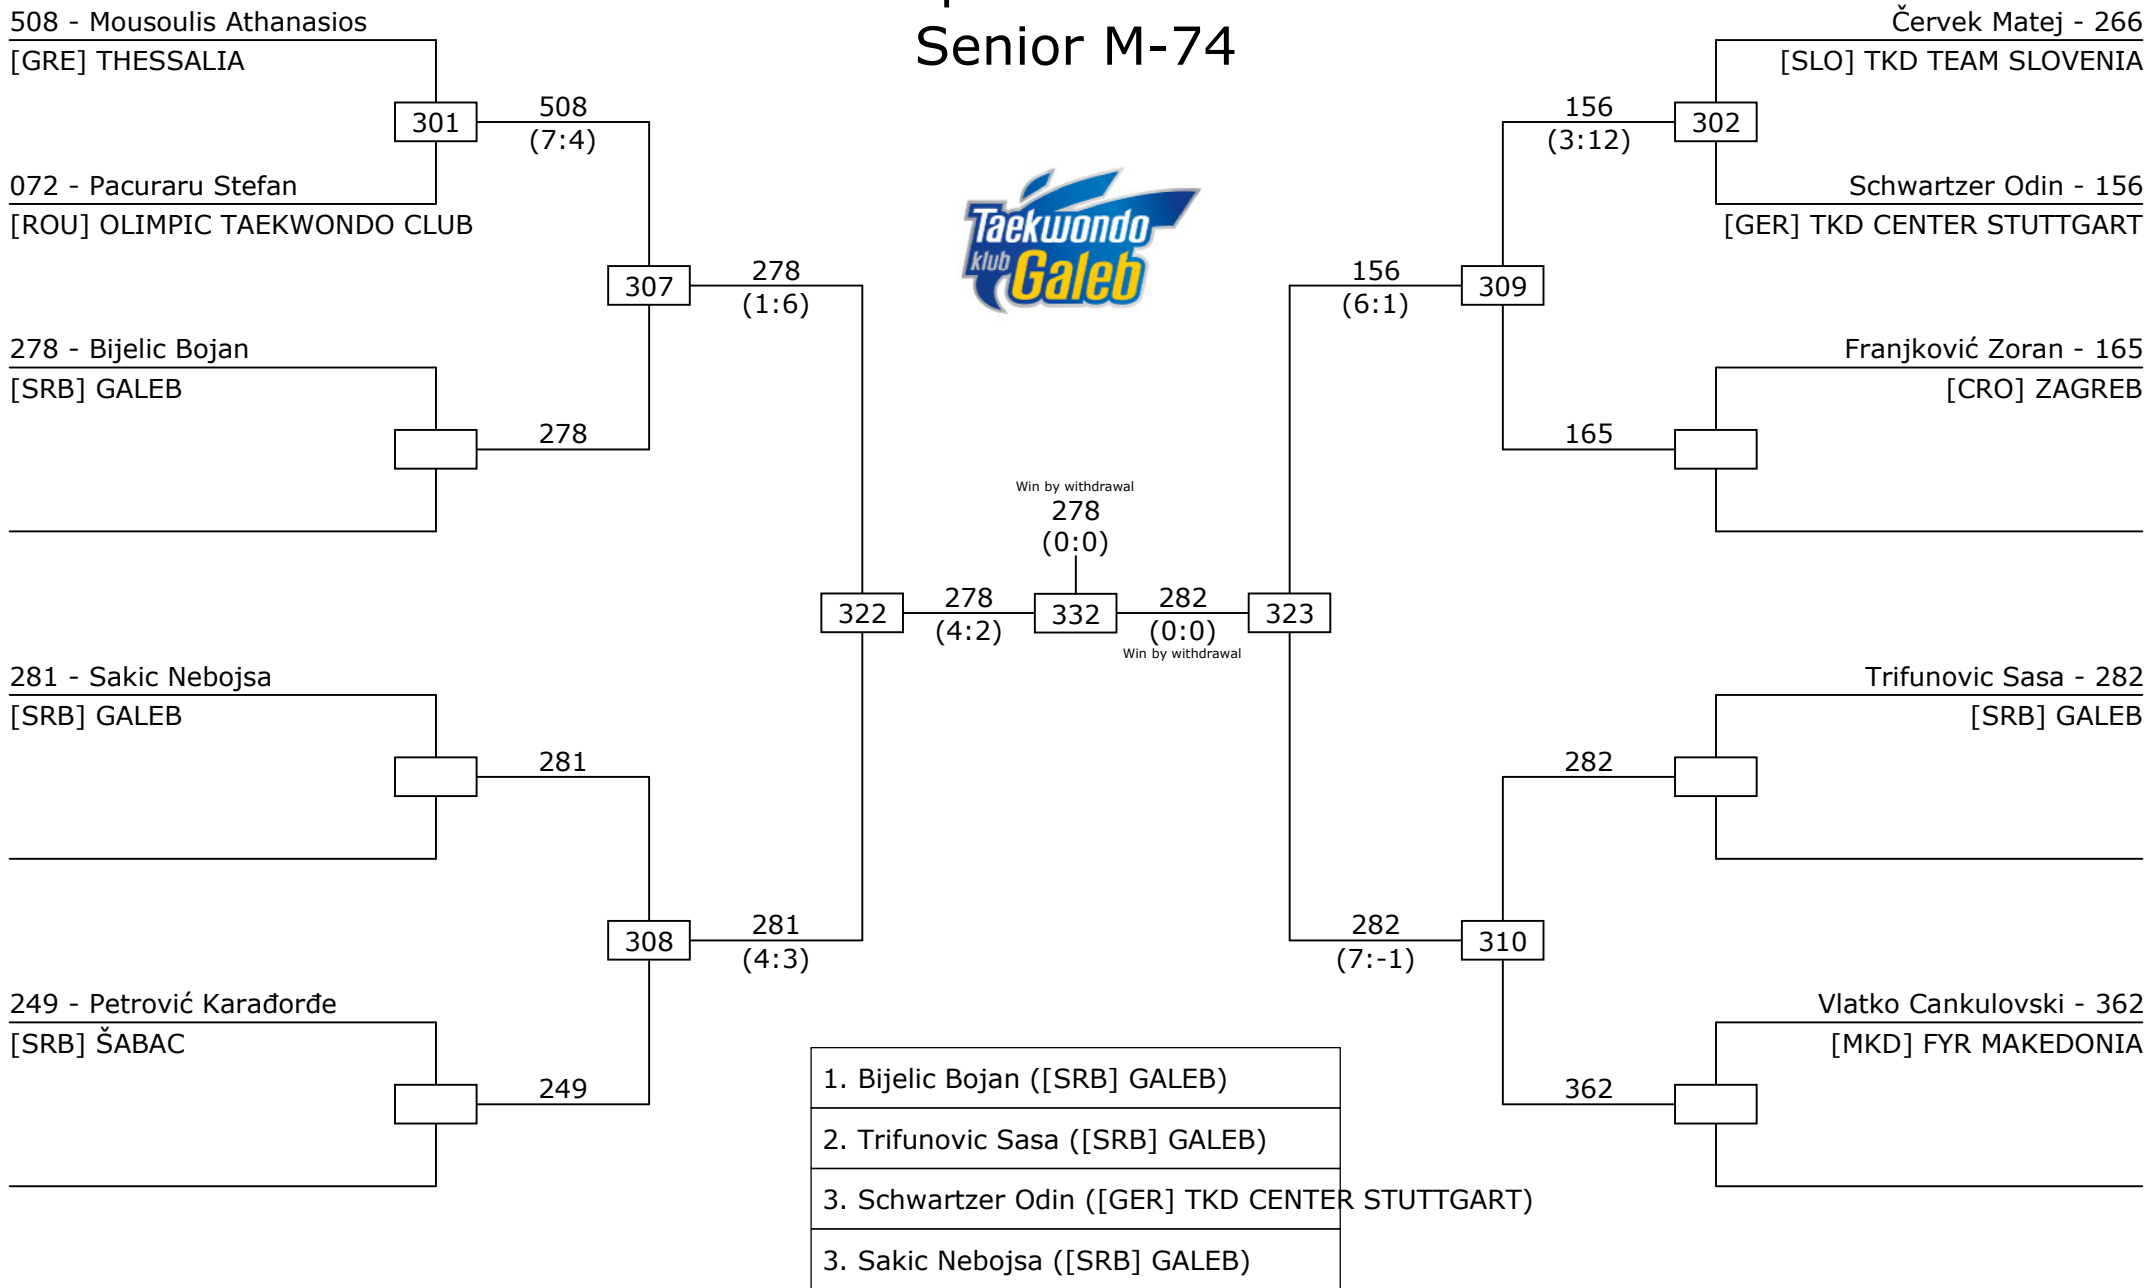 Senior M-74
508 - Mousoulis Athanasios
[GRE] THESSALIA
301
508
(7:4)
072 - Pacuraru Stefan
[ROU] OLIMPIC TAEKWONDO CLUB
307
278
(1:6)
278 - Bijelic Bojan
[SRB] GALEB
278
281 - Sakic Nebojsa
[SRB] GALEB
281
308
281
(4:3)
249 - Petrović Karađorđe
[SRB] ŠABAC
249
322
278
(4:2)
Taekwondo
klub Galeb
Win by withdrawal
278
(0:0)
332
282
(0:0)
Win by withdrawal
323
Červek Matej - 266
[SLO] TKD TEAM SLOVENIA
156
(3:12)
302
Schwartzer Odin - 156
[GER] TKD CENTER STUTTGART
156
(6:1)
309
Franjković Zoran - 165
[CRO] ZAGREB
165
Trifunovic Sasa - 282
[SRB] GALEB
282
282
(7:-1)
310
Vlatko Cankulovski - 362
[MKD] FYR MAKEDONIA
362
1. Bijelic Bojan ([SRB] GALEB)
2. Trifunovic Sasa ([SRB] GALEB)
3. Schwartzer Odin ([GER] TKD CENTER STUTTGART)
3. Sakic Nebojsa ([SRB] GALEB)